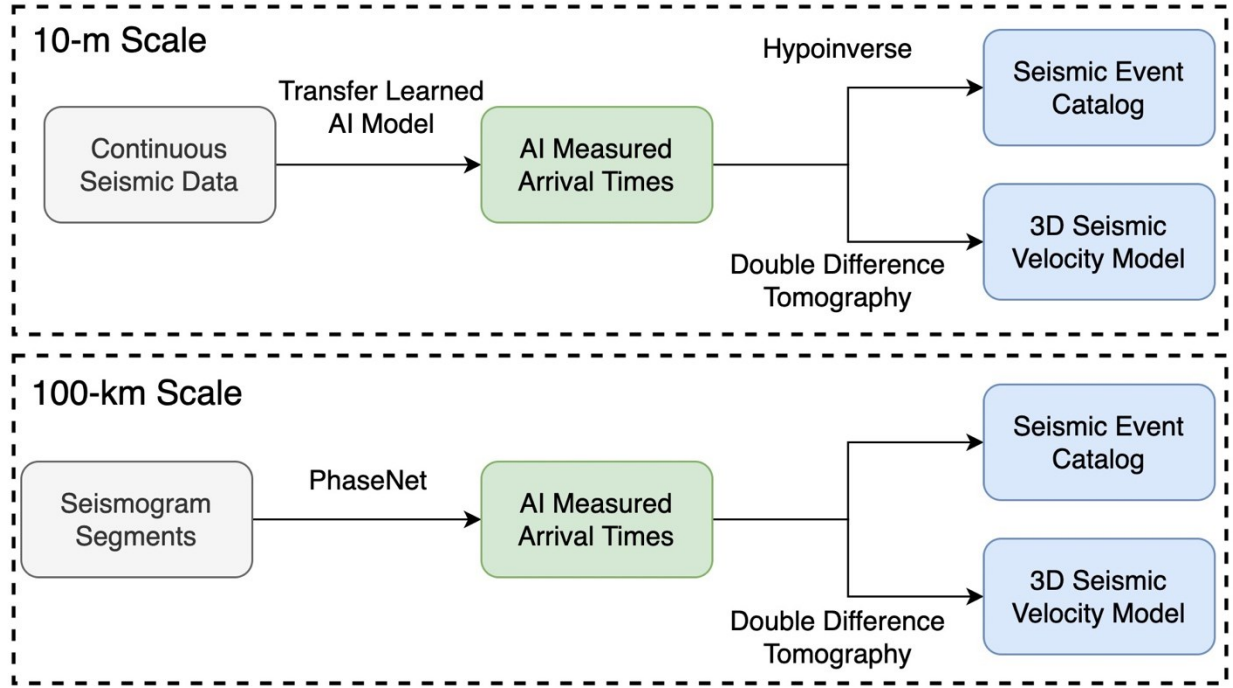 10-m Scale
Continuous
Seismic Data
Transfer Learned
AI Model
AI Measured
Arrival Times
Hypoinverse
Seismic Event
Catalog
Double Difference
Tomography
3D Seismic
Velocity Model
100-km Scale
Seismogram
Segments
PhaseNet
AI Measured
Arrival Times
Seismic Event
Catalog
Double Difference
Tomography
3D Seismic
Velocity Model